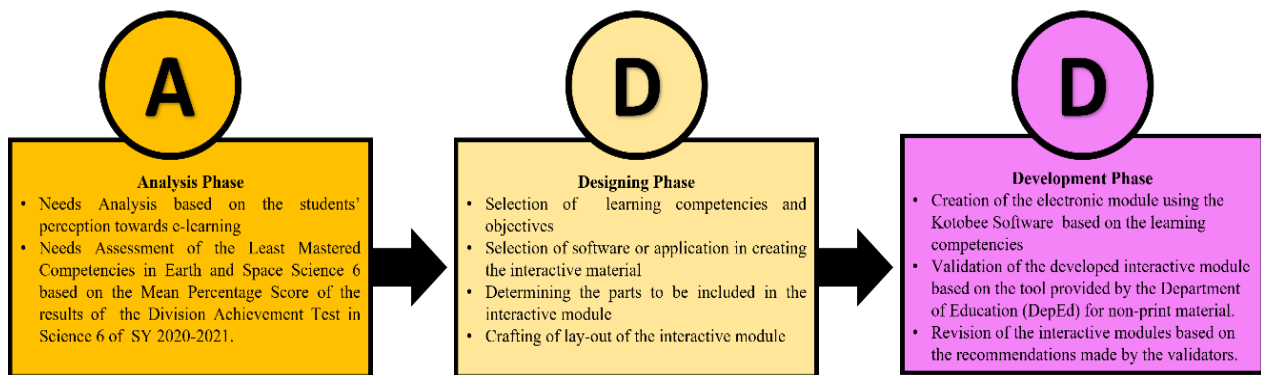 A
Analysis Phase
• Needs Analysis based on the students'
perception towards e-learning
• Needs Assessment of the Least Mastered
Competencies in Earth and Space Science 6
based on the Mean Percentage Score of the
results of the Division Achievement Test in
Science 6 of SY 2020-2021.
D
Designing Phase
• Selection of learning competencies and
objectives
• Selection of software or application in creating
the interactive material
• Determining the parts to be included in the
interactive module
• Crafting of lay-out of the interactive module
D
Development Phase
• Creation of the electronic module using the
Kotobee Software based on the learning
competencies
• Validation of the developed interactive module
based on the tool provided by the Department
of Education (DepEd) for non-print material.
• Revision of the interactive modules based on
the recommendations made by the validators.